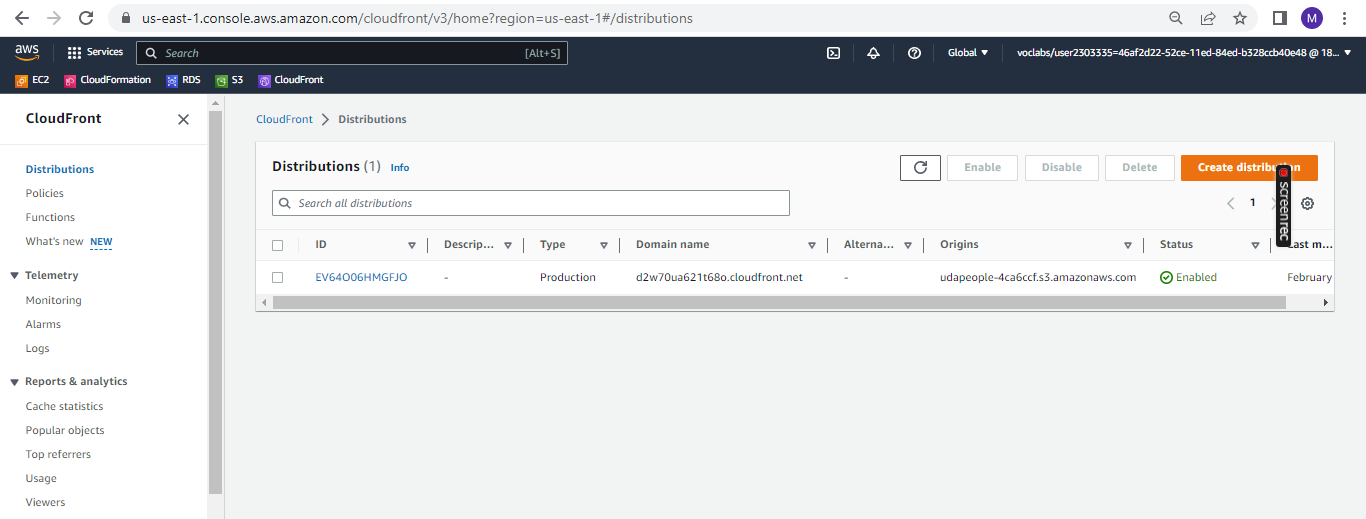 us-east-1.console.aws.amazon.com/cloudfront/v3/home?region=us-east-1#/distributions
M
aws
Services
Search [Alt+S]
Global
voclabs/user2303335=46af2d22-52ce-11ed-84ed-b328ccb40e48 @ 18...
EC2 CloudFormation RDS S3 CloudFront
CloudFront
Distributions
Policies
Functions
What's new NEW
Telemetry
Monitoring
Alarms
Logs
Reports & analytics
Cache statistics
Popular objects
Top referrers
Usage
Viewers
CloudFront > Distributions
Distributions (1) Info
Enable Disable Delete Create distribution
screenrec
Search all distributions
1
ID Descrip... Type Domain name Alterna... Origins Status Last m...
EV64O06HMGFJO - Production d2w70ua621t68o.cloudfront.net - udapeople-4ca6ccf.s3.amazonaws.com Enabled February